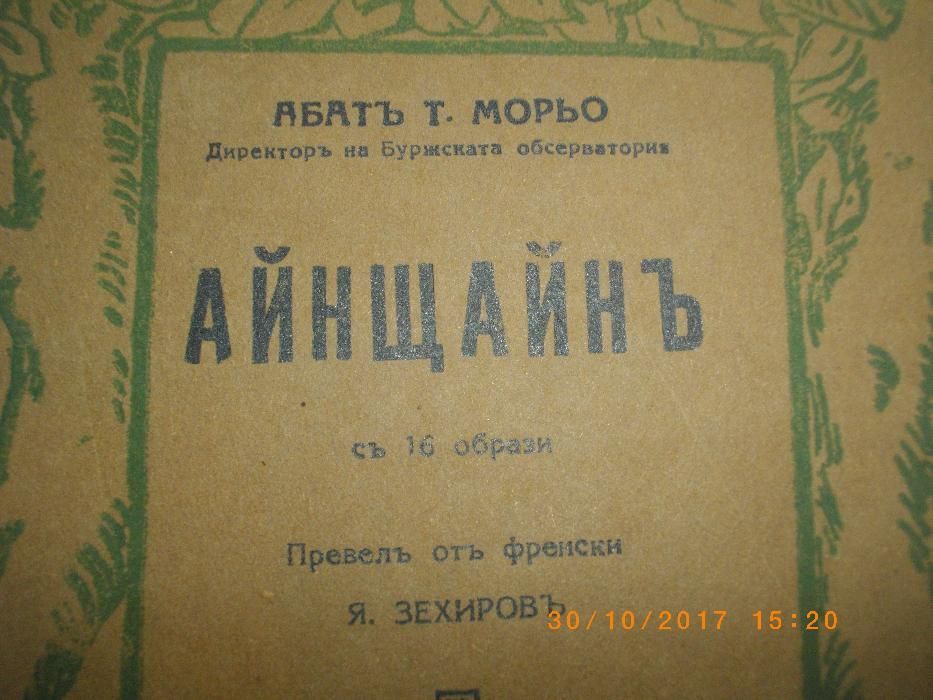 АБАТЪ Т. МОРЬО
Директоръ на Буржската обсерватория
АЙНЩАЙНЪ
съ 16 образи
Превелъ отъ френски
Я. ЗЕХИРОВЪ
30/10/2017 15:20